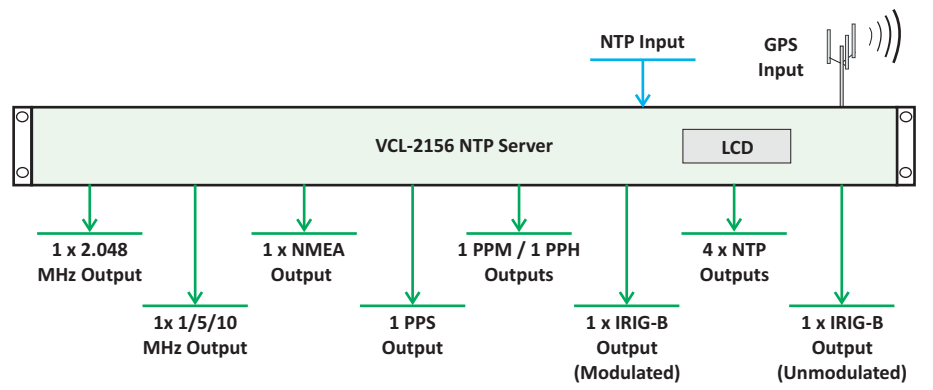 NTP Input
GPS
Input
VCL-2156 NTP Server
LCD
1 x 2.048
MHz Output
1x 1/5/10
MHz Output
1 x NMEA
Output
1 PPS
Output
1 PPM / 1 PPH
Outputs
1 x IRIG-B
Output
(Modulated)
4 x NTP
Outputs
1 x IRIG-B
Output
(Unmodulated)